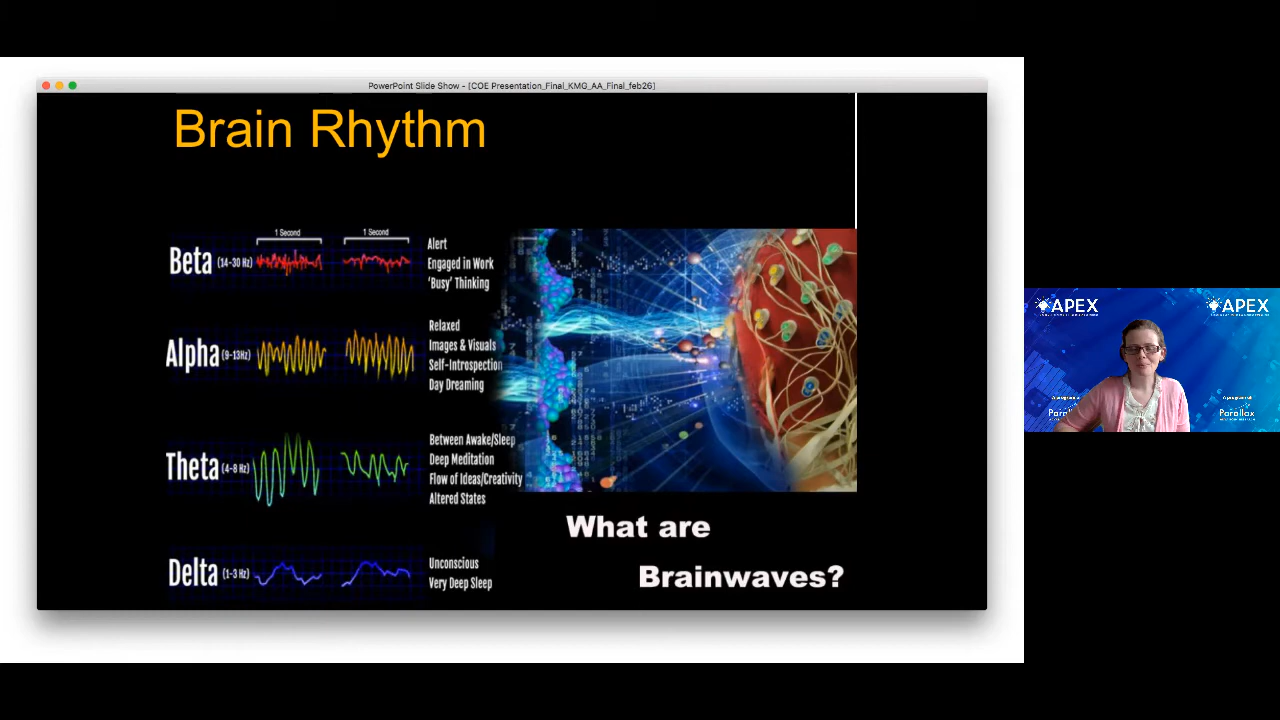 PowerPoint Slide Show - [COE Presentation_Final_KMG_AA_Final_feb26]
Brain Rhythm
1 Second
1 Second
Beta (14-30 Hz)
Alert
Engaged in Work
'Busy' Thinking
Alpha (9-13Hz)
Relaxed
Images & Visuals
Self-Introspection
Day Dreaming
Theta (4-8 Hz)
Between Awake/Sleep
Deep Meditation
Flow of Ideas/Creativity
Altered States
Delta (1-3 Hz)
Unconscious
Very Deep Sleep
What are
Brainwaves?
APEX
APEX
A program of
Parallax